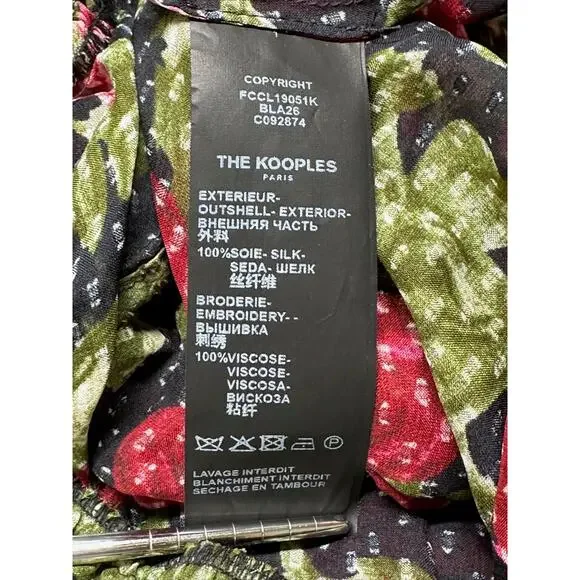 COPYRIGHT
FCCL19051K
BLA26
C092874
THE KOOPLES
PARIS
EXTERIEUR-
OUTSHELL- EXTERIOR-
ВНЕШНЯЯ ЧАСТЬ
外料
100%SOIE- SILK-
SEDA- ШЕЛК
丝纤维
BRODERIE-
EMBROIDERY- -
ВЫШИВКА
刺绣
100%VISCOSE-
VISCOSE-
VISCOSA-
ВИСКОЗА
粘纤
P
LAVAGE INTERDIT
BLANCHIMENT INTERDIT
SECHAGE EN TAMBOUR